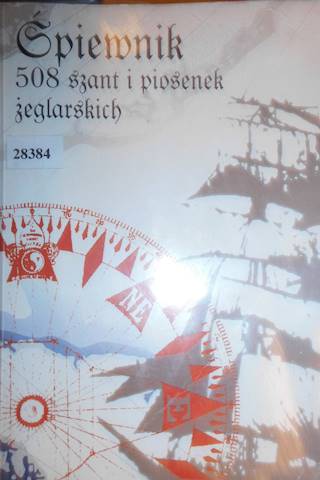 Śpiewnik
508 szant i piosenek
żeglarskich
28384
NE
E